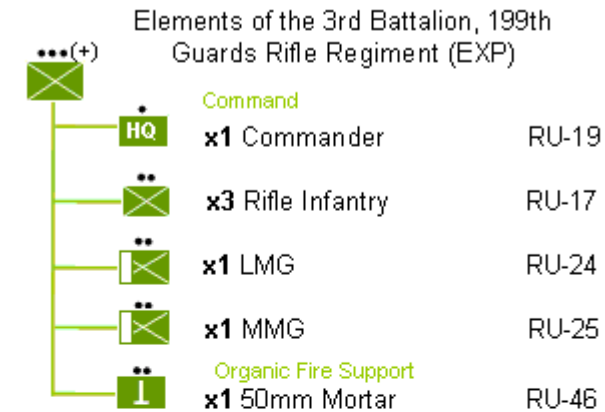 Elements of the 3rd Battalion, 199th
Guards Rifle Regiment (EXP)
(+)
Command
HQ x1 Commander RU-19
x3 Rifle Infantry RU-17
x1 LMG RU-24
x1 MMG RU-25
Organic Fire Support
x1 50mm Mortar RU-46